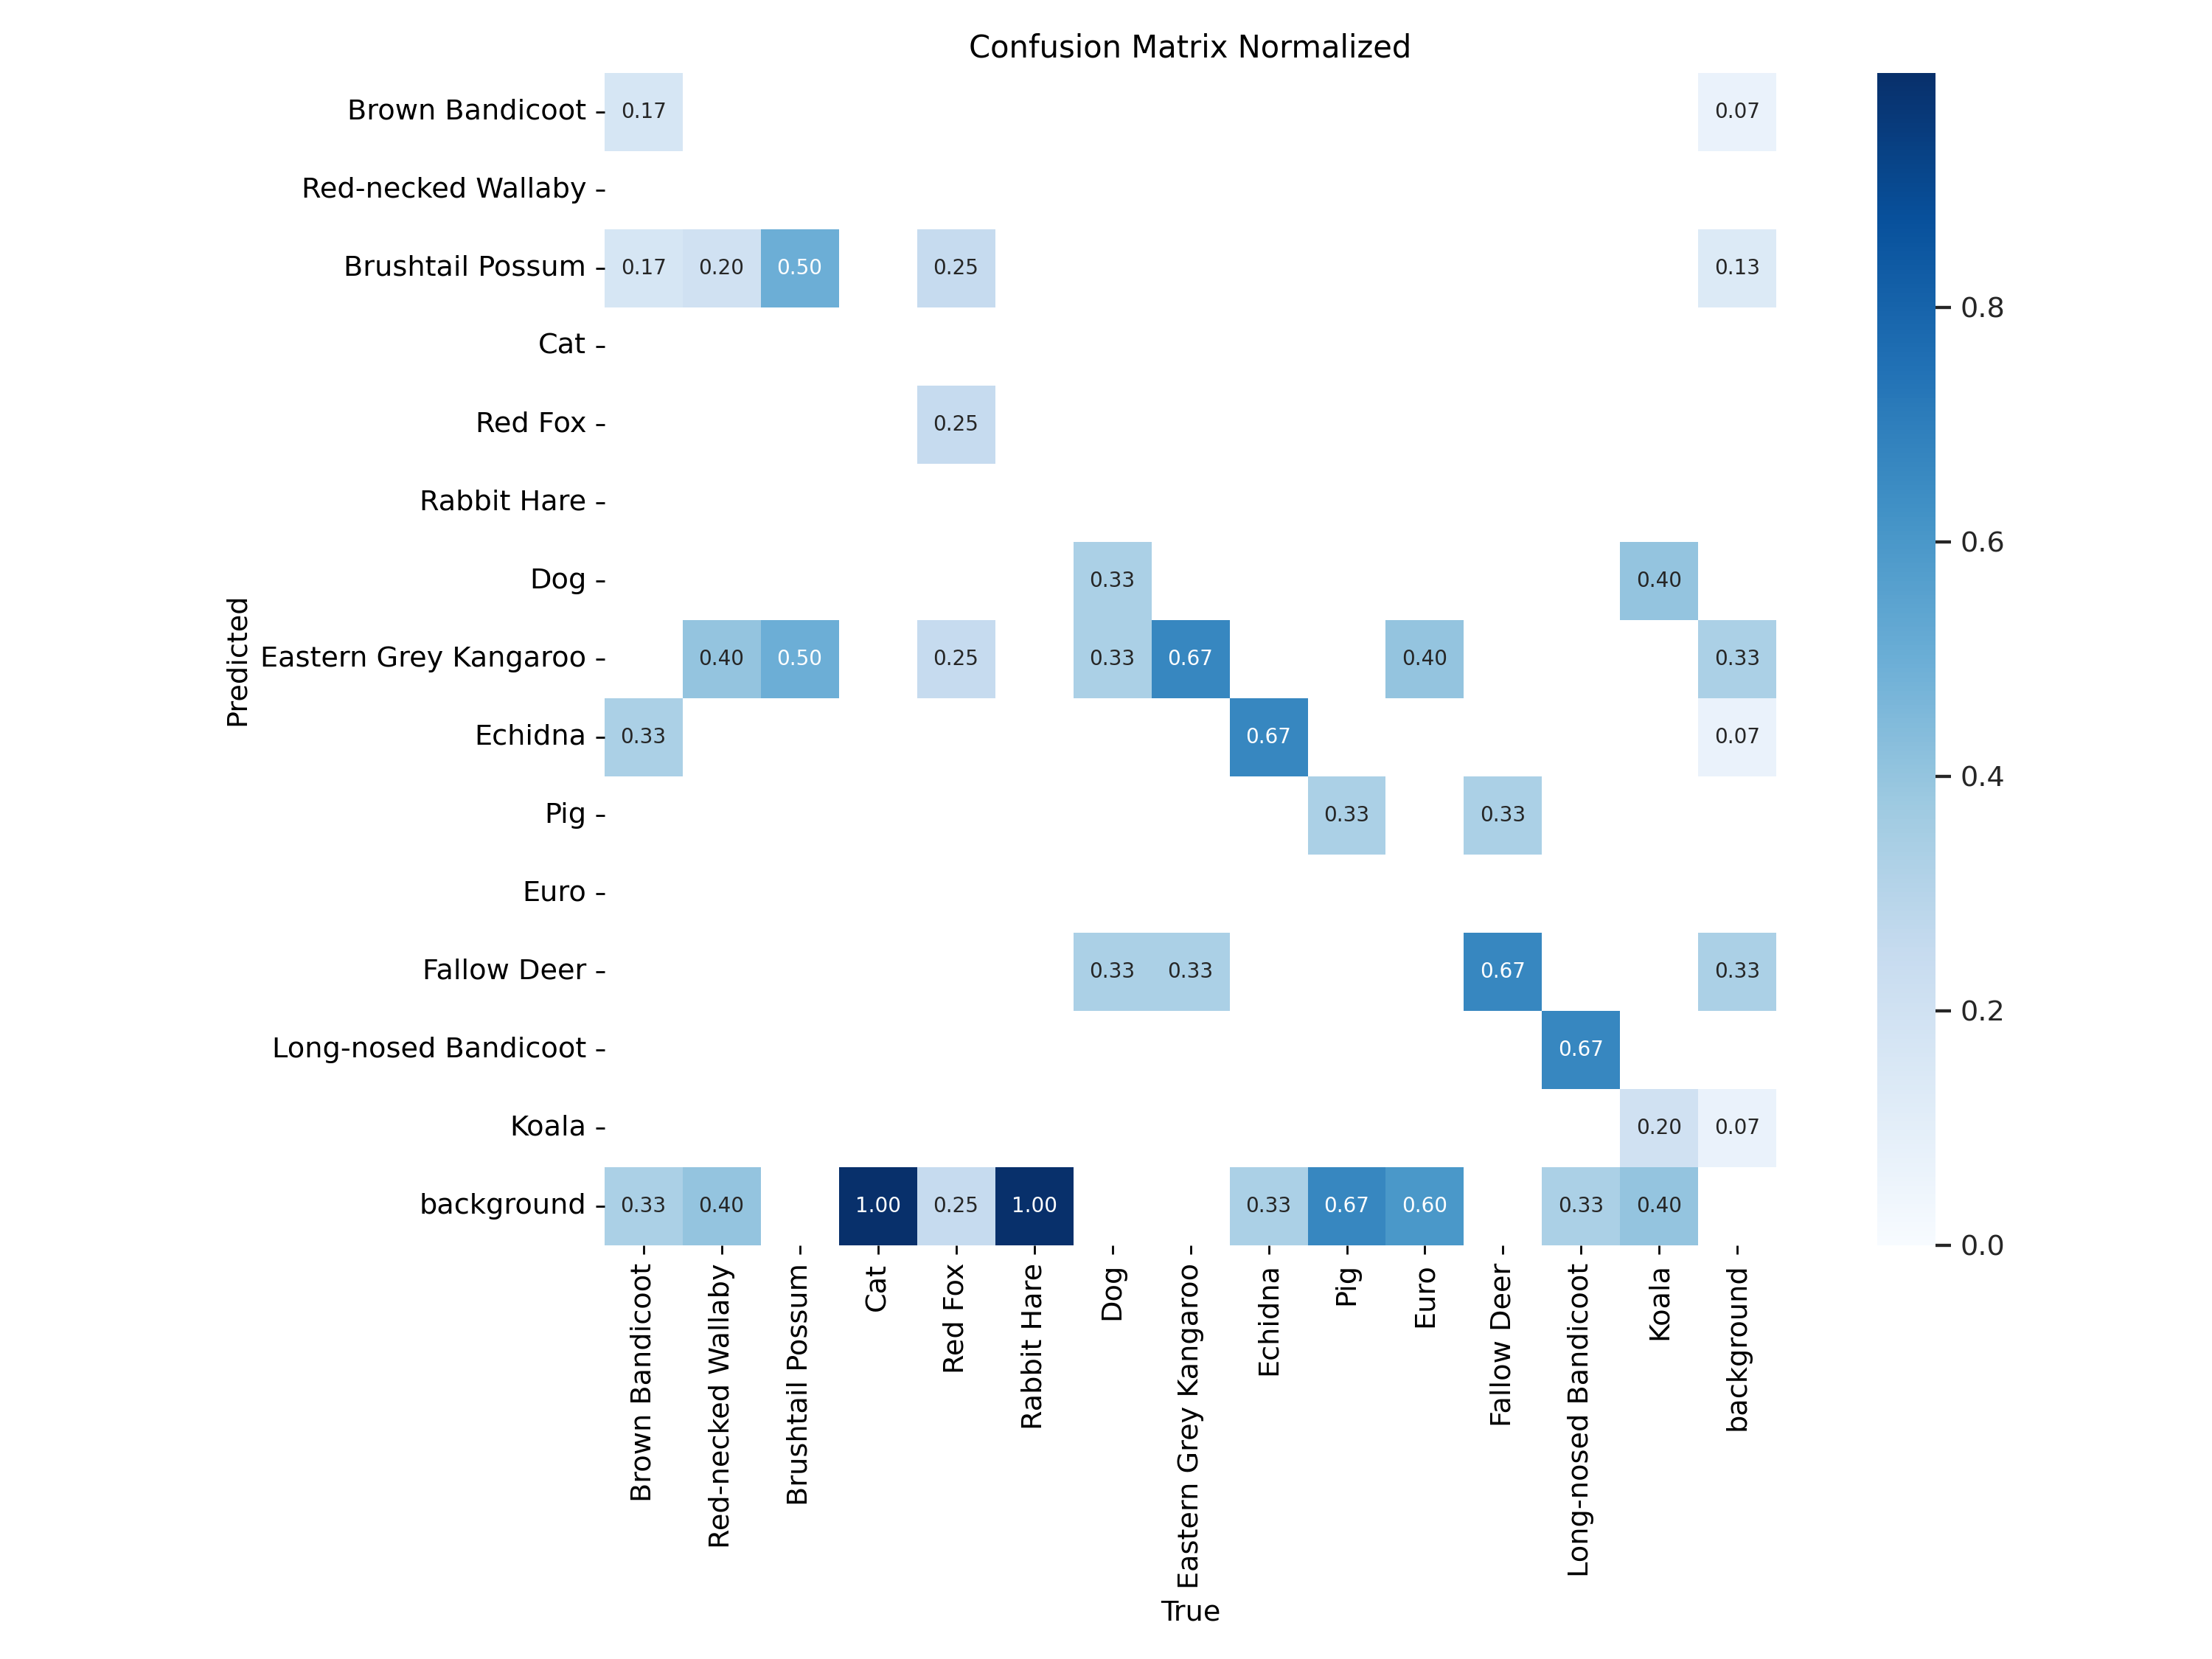 Confusion Matrix Normalized
Brown Bandicoot 0.17 0.07
Red-necked Wallaby
Brushtail Possum 0.17 0.20 0.50 0.25 0.13
0.8
Cat
Red Fox 0.25
Rabbit Hare
0.6
Dog 0.33 0.40
Predicted
Eastern Grey Kangaroo 0.40 0.50 0.25 0.33 0.67 0.40 0.33
Echidna 0.33 0.67 0.07
0.4
Pig 0.33 0.33
Euro
Fallow Deer 0.33 0.33 0.67 0.33
0.2
Long-nosed Bandicoot 0.67
Koala 0.20 0.07
background 0.33 0.40 1.00 0.25 1.00 0.33 0.67 0.60 0.33 0.40
0.0
Brown Bandicoot
Red-necked Wallaby
Brushtail Possum
Cat
Red Fox
Rabbit Hare
Dog
Eastern Grey Kangaroo
Echidna
Pig
Euro
Fallow Deer
Long-nosed Bandicoot
Koala
background
True